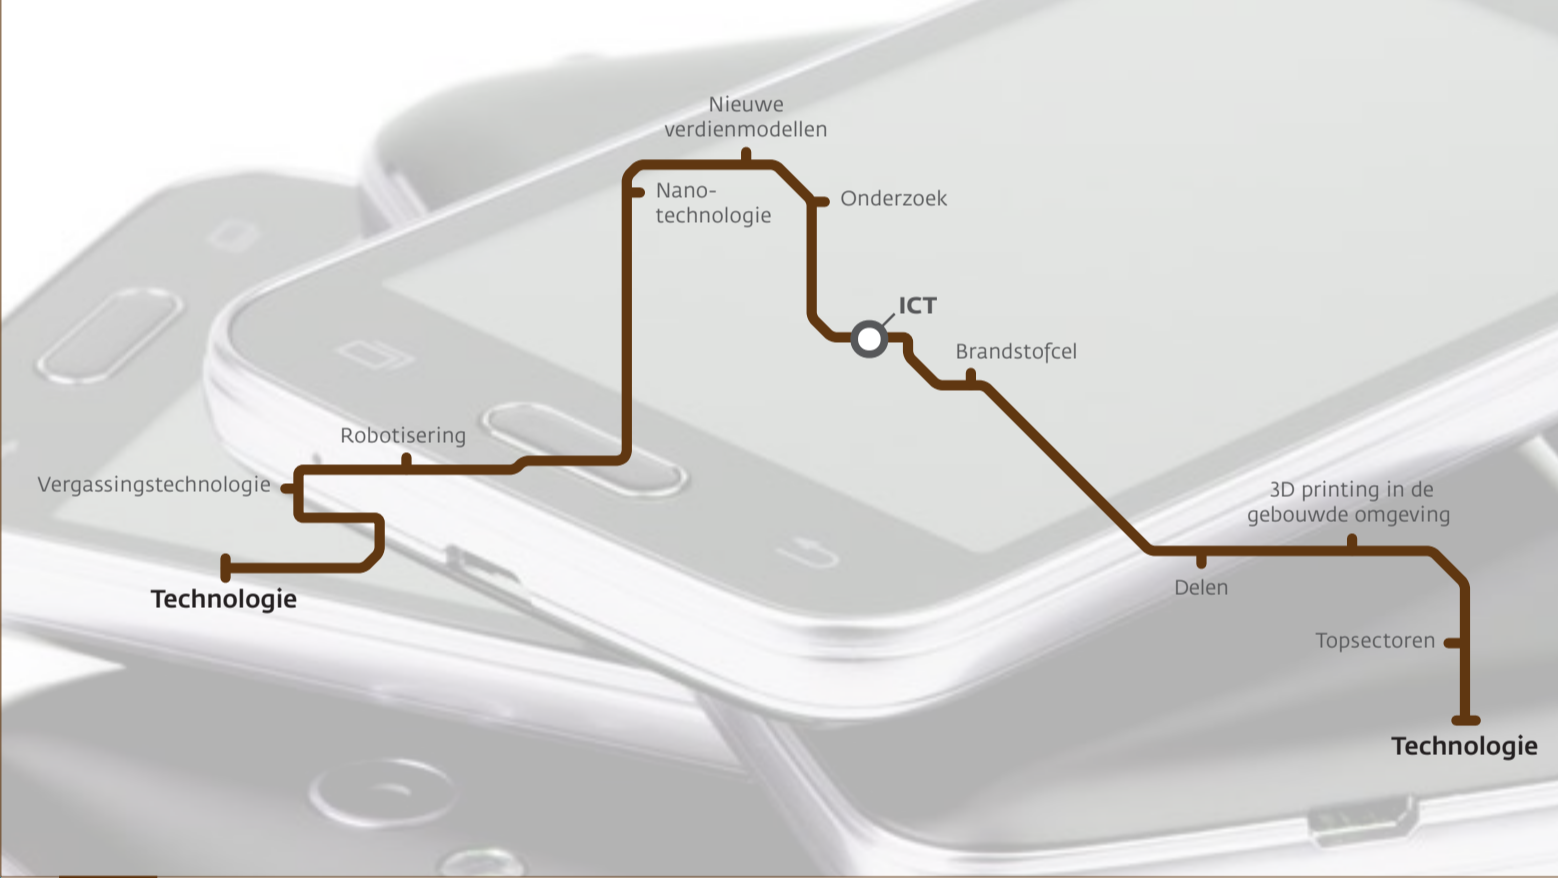 Nieuwe
verdienmodellen
Nano-
technologie
Onderzoek
ICT
Brandstofcel
Robotisering
Vergassingstechnologie
Technologie
3D printing in de
gebouwde omgeving
Delen
Topsectoren
Technologie